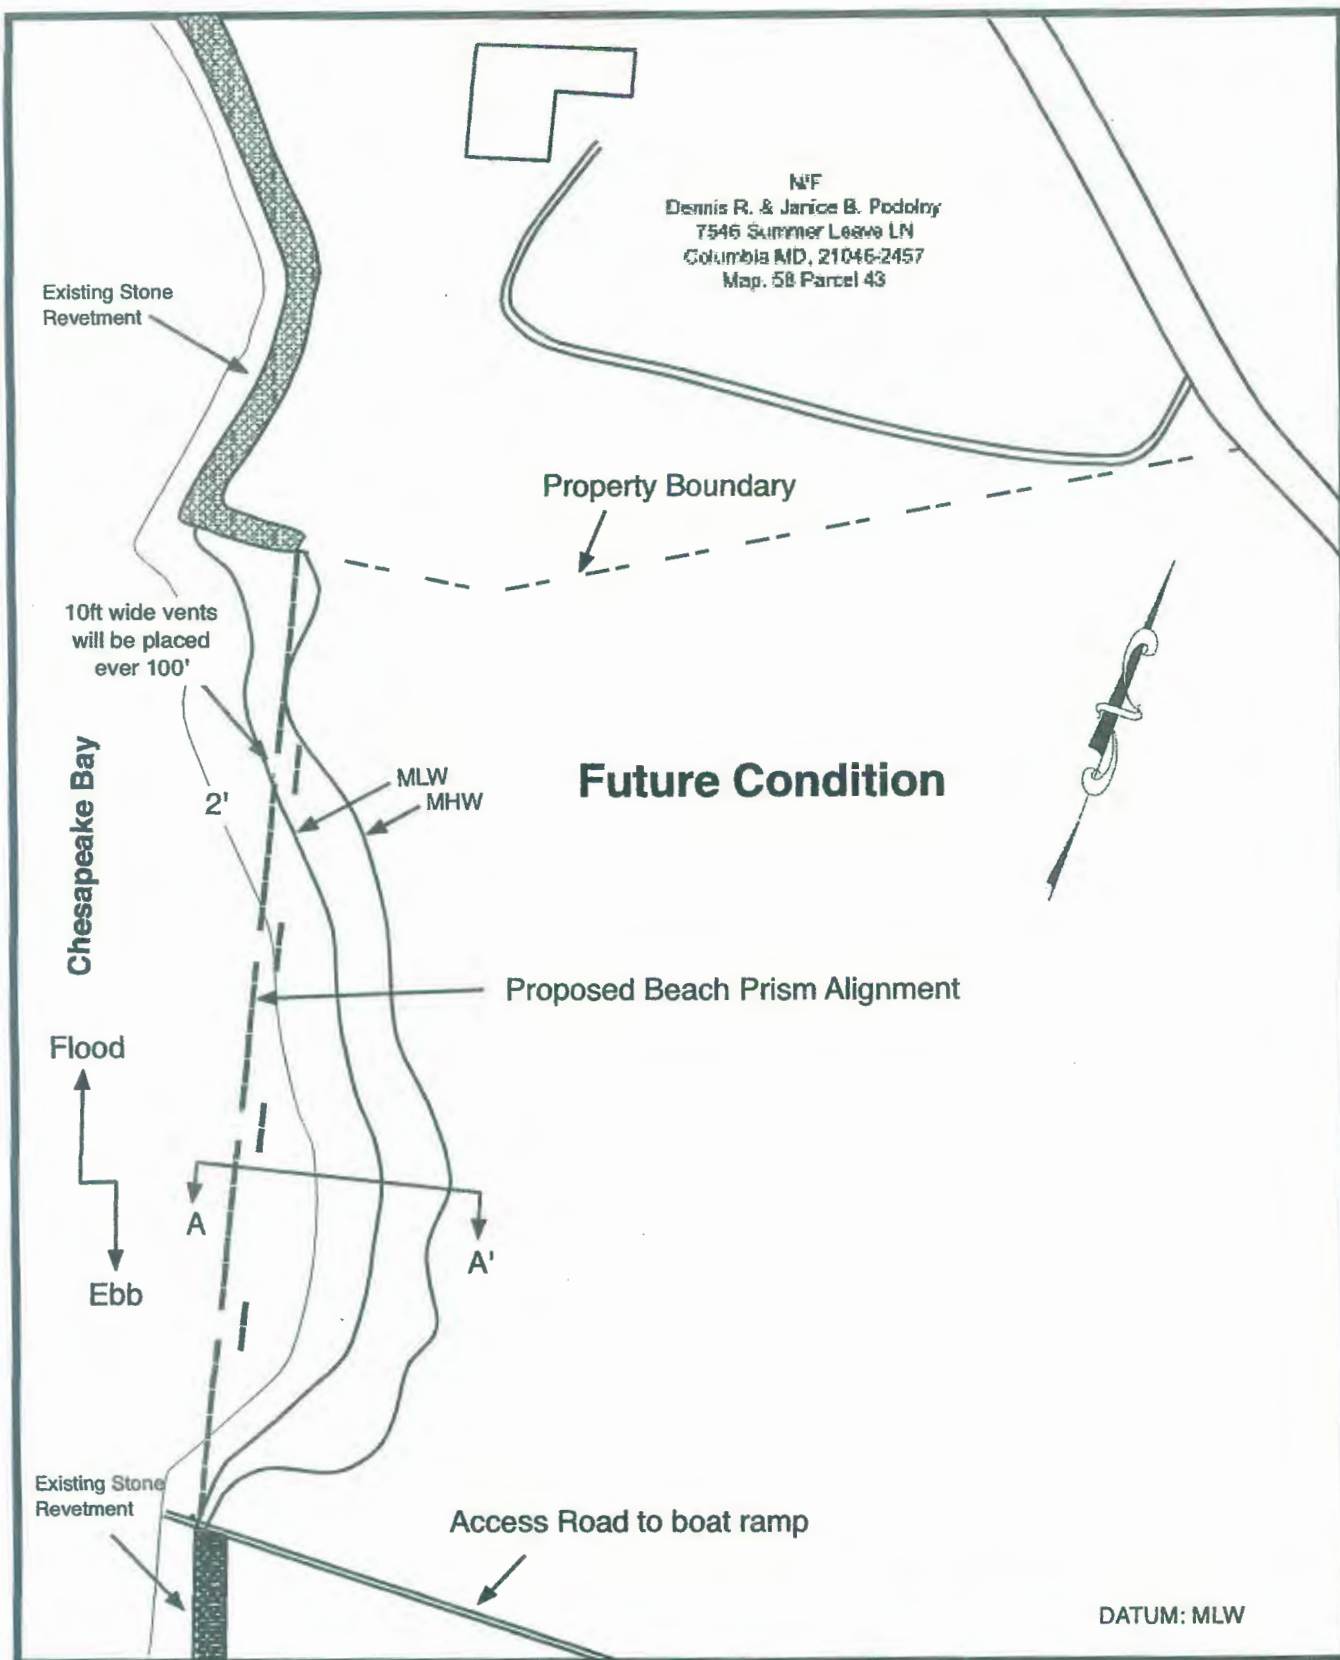 N/F
Dennis R. & Janice B. Podolny
7546 Summer Leave LN
Columbia MD, 21046-2457
Map. 58 Parcel 43
Existing Stone
Revetment
Property Boundary
10ft wide vents
will be placed
ever 100'
Chesapeake Bay
2'
MLW
MHW
Future Condition
Proposed Beach Prism Alignment
Flood
Ebb
A
A'
Existing Stone
Revetment
Access Road to boat ramp
DATUM: MLW